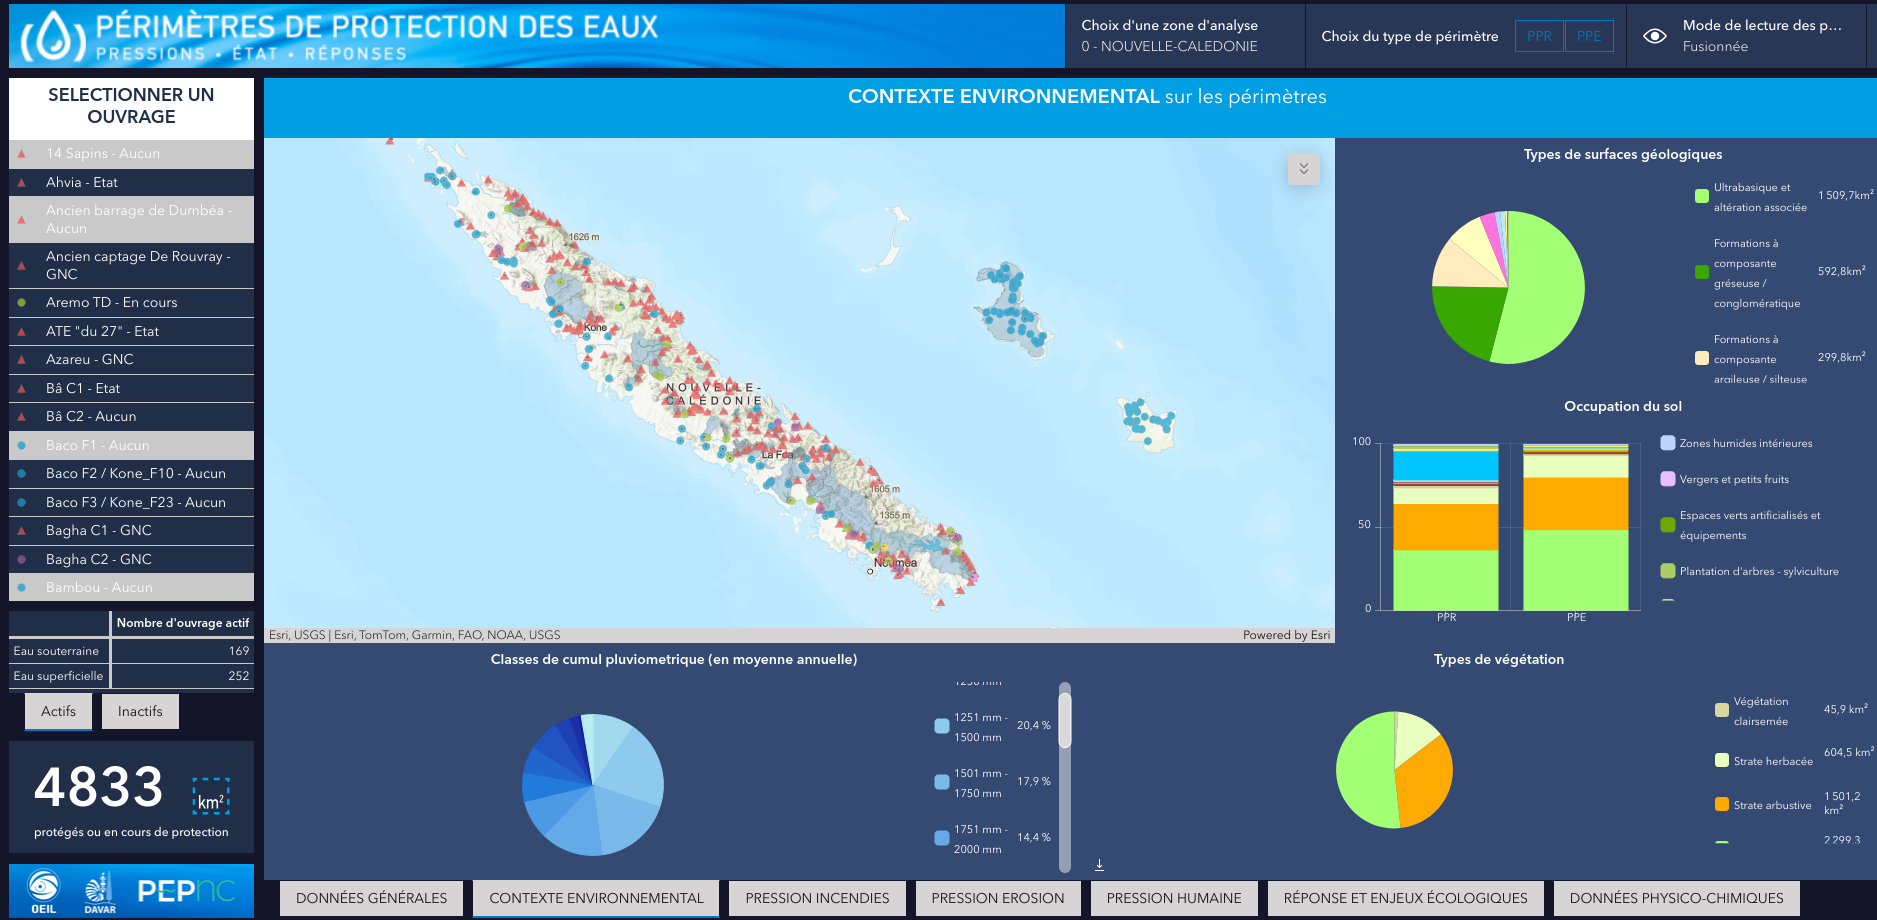 PÉRIMÈTRES DE PROTECTION DES EAUX
PRESSIONS • ÉTAT • RÉPONSES
Choix d'une zone d'analyse
0 - NOUVELLE-CALEDONIE
Choix du type de périmètre
PPR
PPE
Mode de lecture des p...
Fusionnée
SELECTIONNER UN
OUVRAGE
14 Sapins - Aucun
Ahvia - Etat
Ancien barrage de Dumbéa -
Aucun
Ancien captage De Rouvray -
GNC
Aremo TD - En cours
ATE "du 27" - Etat
Azareu - GNC
Bâ C1 - Etat
Bâ C2 - Aucun
Baco F1 - Aucun
Baco F2 / Kone_F10 - Aucun
Baco F3 / Kone_F23 - Aucun
Bagha C1 - GNC
Bagha C2 - GNC
Bambou - Aucun
Nombre d'ouvrage actif
Eau souterraine 169
Eau superficielle 252
Actifs
Inactifs
4833 km²
protégés ou en cours de protection
OEIL
DAVAR
PEPNC
CONTEXTE ENVIRONNEMENTAL sur les périmètres
1626 m
Kone
NOUVELLE-
CALÉDONIE
La Foa
1605 m
1355 m
Nouméa
Esri, USGS | Esri, TomTom, Garmin, FAO, NOAA, USGS
Powered by Esri
Types de surfaces géologiques
Ultrabasique et
altération associée
1 509,7km²
Formations à
composante
gréseuse /
conglomératique
592,8km²
Formations à
composante
argileuse / silteuse
299,8km²
Occupation du sol
100
50
0
PPR
PPE
Zones humides intérieures
Vergers et petits fruits
Espaces verts artificialisés et
équipements
Plantation d'arbres - sylviculture
Classes de cumul pluviometrique (en moyenne annuelle)
1250 mm
1251 mm -
1500 mm
20,4 %
1501 mm -
1750 mm
17,9 %
1751 mm -
2000 mm
14,4 %
Types de végétation
Végétation
clairsemée
45,9 km²
Strate herbacée
604,5 km²
Strate arbustive
1 501,2
km²
2 299,3
DONNÉES GÉNÉRALES
CONTEXTE ENVIRONNEMENTAL
PRESSION INCENDIES
PRESSION EROSION
PRESSION HUMAINE
RÉPONSE ET ENJEUX ÉCOLOGIQUES
DONNÉES PHYSICO-CHIMIQUES